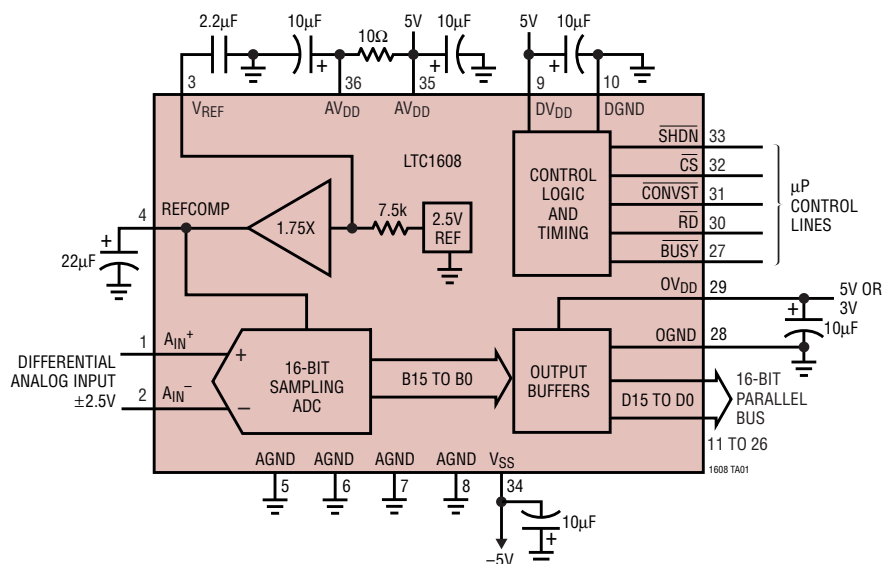 2.2μF
10μF
10Ω
5V
10μF
5V
10μF
3
36
35
9
10
VREF
AVDD
AVDD
DVDD
DGND
LTC1608
SHDN
33
CS
32
CONVST
31
RD
30
BUSY
27
CONTROL
LOGIC
AND
TIMING
μP
CONTROL
LINES
4
REFCOMP
1.75X
7.5k
2.5V
REF
22μF
+
OVDD
29
5V OR
3V
10μF
OGND
28
1
AIN+
DIFFERENTIAL
ANALOG INPUT
±2.5V
2
AIN−
+
−
16-BIT
SAMPLING
ADC
B15 TO B0
OUTPUT
BUFFERS
D15 TO D0
16-BIT
PARALLEL
BUS
11 TO 26
1608 TA01
AGND
AGND
AGND
AGND
VSS
5
6
7
8
34
10μF
+
−5V